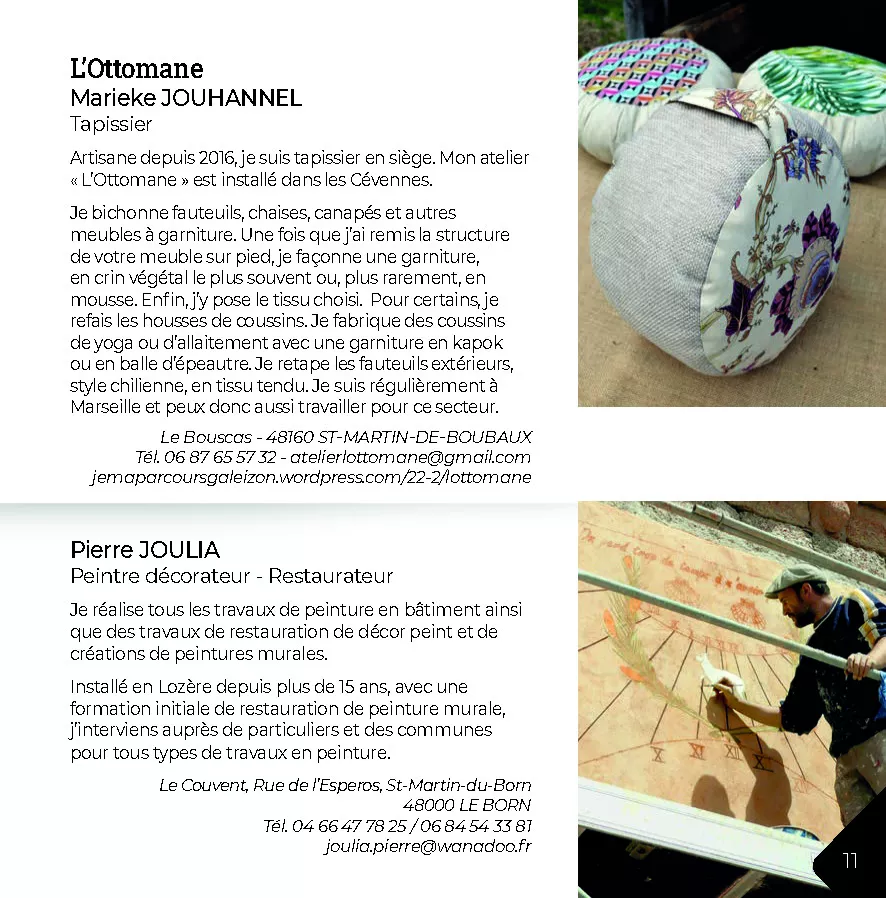 L'Ottomane
Marieke JOUHANNEL
Tapissier
Artisane depuis 2016, je suis tapissier en siège. Mon atelier
« L'Ottomane » est installé dans les Cévennes.
Je bichonne fauteuils, chaises, canapés et autres
meubles à garniture. Une fois que j'ai remis la structure
de votre meuble sur pied, je façonne une garniture,
en crin végétal le plus souvent ou, plus rarement, en
mousse. Enfin, j'y pose le tissu choisi. Pour certains, je
refais les housses de coussins. Je fabrique des coussins
de yoga ou d'allaitement avec une garniture en kapok
ou en balle d'épeautre. Je retape les fauteuils extérieurs,
style chilienne, en tissu tendu. Je suis régulièrement à
Marseille et peux donc aussi travailler pour ce secteur.
Le Bouscas - 48160 ST-MARTIN-DE-BOUBAUX
Tél. 06 87 65 57 32 - atelierlottomane@gmail.com
jemaparcoursgaleizon.wordpress.com/22-2/lottomane
Pierre JOULIA
Peintre décorateur - Restaurateur
Je réalise tous les travaux de peinture en bâtiment ainsi
que des travaux de restauration de décor peint et de
créations de peintures murales.
Installé en Lozère depuis plus de 15 ans, avec une
formation initiale de restauration de peinture murale,
j'interviens auprès de particuliers et des communes
pour tous types de travaux en peinture.
Le Couvent, Rue de l'Esperos, St-Martin-du-Born
48000 LE BORN
Tél. 04 66 47 78 25 / 06 84 54 33 81
joulia.pierre@wanadoo.fr
X XI XII XI
11